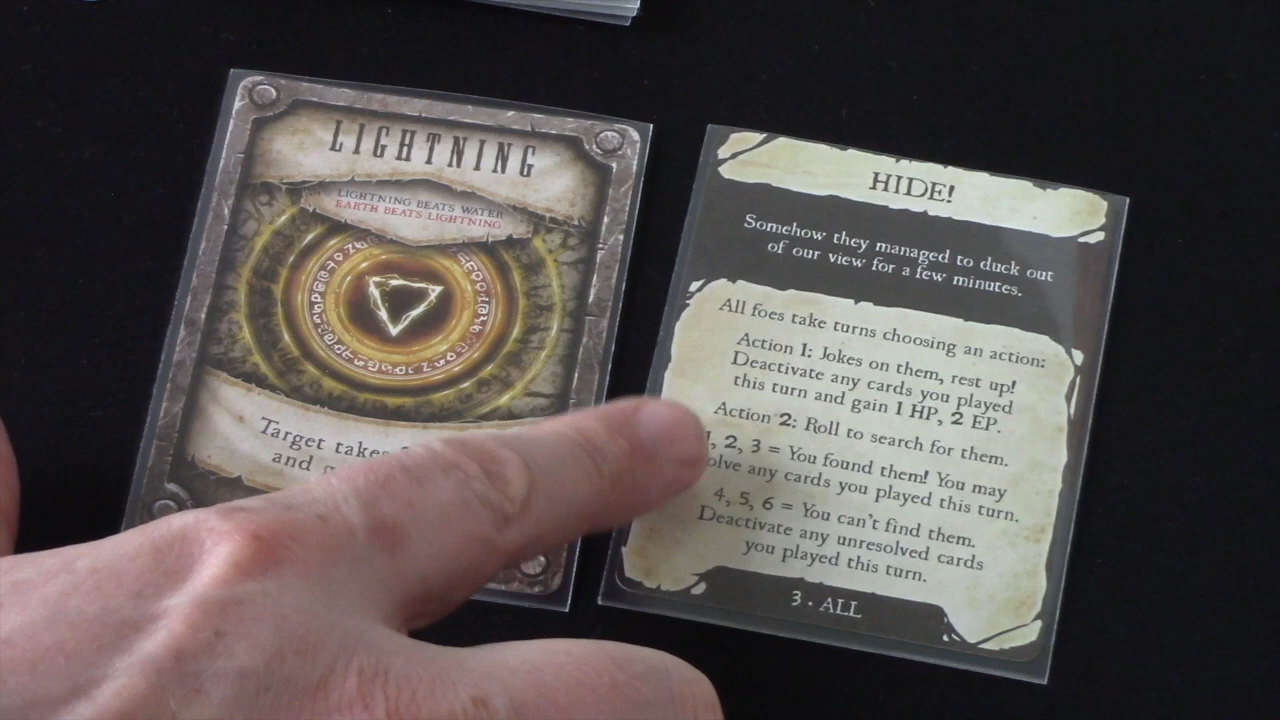 LIGHTNING
LIGHTNING BEATS WATER
EARTH BEATS LIGHTNING
Target takes
and
HIDE!
Somehow they managed to duck out
of our view for a few minutes.
All foes take turns choosing an action:
Action 1: Jokes on them, rest up!
Deactivate any cards you played
this turn and gain 1 HP, 2 EP.
Action 2: Roll to search for them.
2, 3 = You found them! You may
any cards you played this turn.
4, 5, 6 = You can't find them.
Deactivate any unresolved cards
you played this turn.
3 · ALL